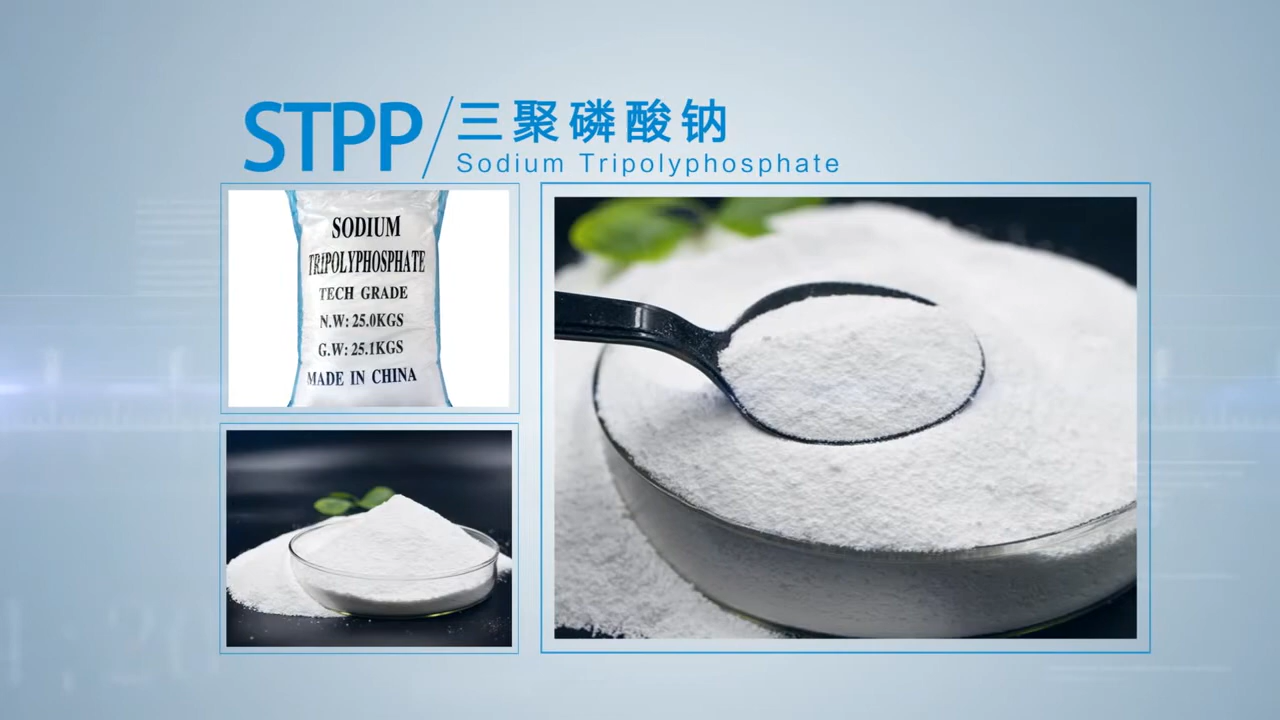 STPP
三聚磷酸钠
Sodium Tripolyphosphate
SODIUM
TRIPOLYPHOSPHATE
TECH GRADE
N.W: 25.0KGS
G.W: 25.1KGS
MADE IN CHINA